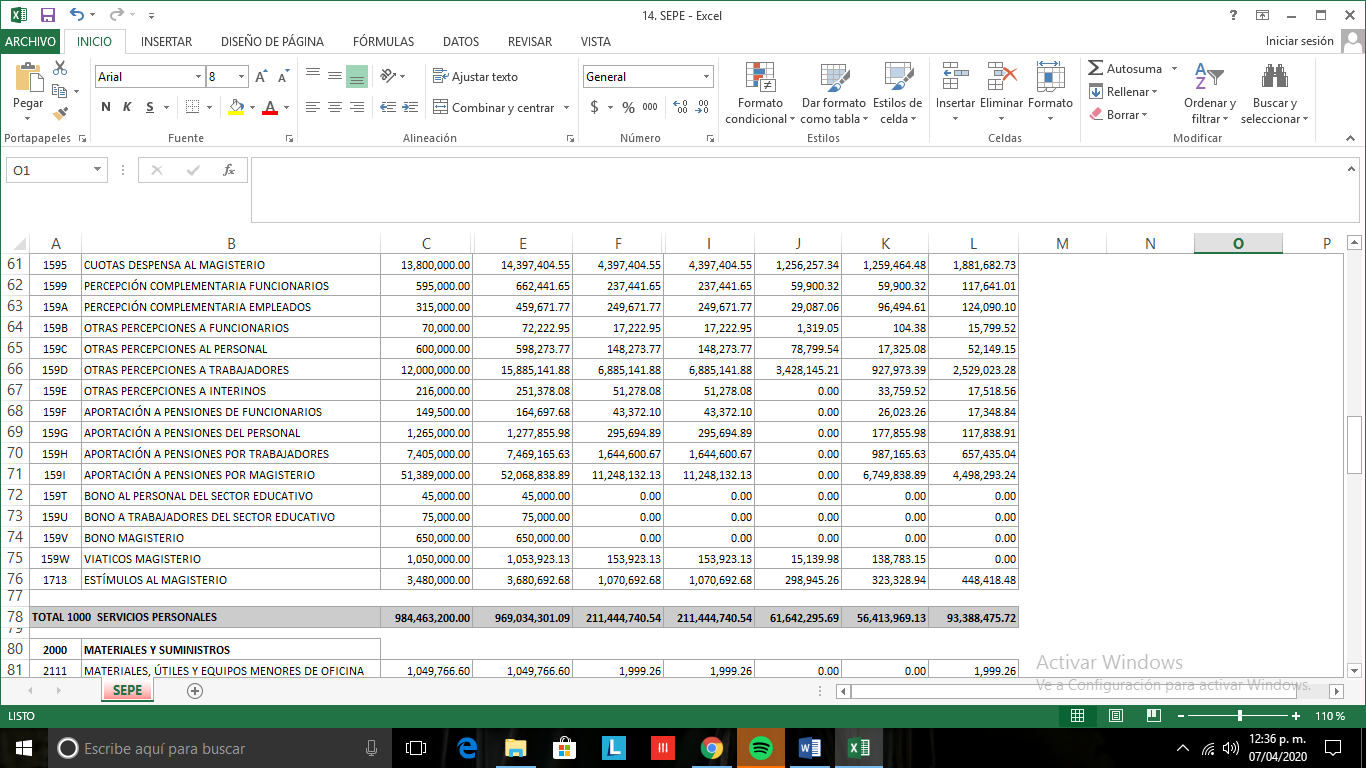 14. SEPE - Excel
?
ARCHIVO INICIO INSERTAR DISEÑO DE PÁGINA FÓRMULAS DATOS REVISAR VISTA Iniciar sesión
Pegar
Portapapeles
Arial 8
N K S
Fuente
Ajustar texto
Combinar y centrar
Alineación
General
$ % 000
Número
Formato condicional
Dar formato como tabla
Estilos de celda
Estilos
Insertar Eliminar Formato
Celdas
Autosuma
Rellenar
Borrar
Ordenar y filtrar
Buscar y seleccionar
Modificar
O1 fx
A B C E F I J K L M N O P
61 1595 CUOTAS DESPENSA AL MAGISTERIO 13,800,000.00 14,397,404.55 4,397,404.55 4,397,404.55 1,256,257.34 1,259,464.48 1,881,682.73
62 1599 PERCEPCIÓN COMPLEMENTARIA FUNCIONARIOS 595,000.00 662,441.65 237,441.65 237,441.65 59,900.32 59,900.32 117,641.01
63 159A PERCEPCIÓN COMPLEMENTARIA EMPLEADOS 315,000.00 459,671.77 249,671.77 249,671.77 29,087.06 96,494.61 124,090.10
64 159B OTRAS PERCEPCIONES A FUNCIONARIOS 70,000.00 72,222.95 17,222.95 17,222.95 1,319.05 104.38 15,799.52
65 159C OTRAS PERCEPCIONES AL PERSONAL 600,000.00 598,273.77 148,273.77 148,273.77 78,799.54 17,325.08 52,149.15
66 159D OTRAS PERCEPCIONES A TRABAJADORES 12,000,000.00 15,885,141.88 6,885,141.88 6,885,141.88 3,428,145.21 927,973.39 2,529,023.28
67 159E OTRAS PERCEPCIONES A INTERINOS 216,000.00 251,378.08 51,278.08 51,278.08 0.00 33,759.52 17,518.56
68 159F APORTACIÓN A PENSIONES DE FUNCIONARIOS 149,500.00 164,697.68 43,372.10 43,372.10 0.00 26,023.26 17,348.84
69 159G APORTACIÓN A PENSIONES DEL PERSONAL 1,265,000.00 1,277,855.98 295,694.89 295,694.89 0.00 177,855.98 117,838.91
70 159H APORTACIÓN A PENSIONES POR TRABAJADORES 7,405,000.00 7,469,165.63 1,644,600.67 1,644,600.67 0.00 987,165.63 657,435.04
71 159I APORTACIÓN A PENSIONES POR MAGISTERIO 51,389,000.00 52,068,838.89 11,248,132.13 11,248,132.13 0.00 6,749,838.89 4,498,293.24
72 159T BONO AL PERSONAL DEL SECTOR EDUCATIVO 45,000.00 45,000.00 0.00 0.00 0.00 0.00 0.00
73 159U BONO A TRABAJADORES DEL SECTOR EDUCATIVO 75,000.00 75,000.00 0.00 0.00 0.00 0.00 0.00
74 159V BONO MAGISTERIO 650,000.00 650,000.00 0.00 0.00 0.00 0.00 0.00
75 159W VIATICOS MAGISTERIO 1,050,000.00 1,053,923.13 153,923.13 153,923.13 15,139.98 138,783.15 0.00
76 1713 ESTÍMULOS AL MAGISTERIO 3,480,000.00 3,680,692.68 1,070,692.68 1,070,692.68 298,945.26 323,328.94 448,418.48
77
78 TOTAL 1000 SERVICIOS PERSONALES 984,463,200.00 969,034,301.09 211,444,740.54 211,444,740.54 61,642,295.69 56,413,969.13 93,388,475.72
79
80 2000 MATERIALES Y SUMINISTROS
81 2111 MATERIALES, ÚTILES Y EQUIPOS MENORES DE OFICINA 1,049,766.60 1,049,766.60 1,999.26 1,999.26 0.00 0.00 1,999.26
Activar Windows
Ve a Configuración para activar Windows.
SEPE
LISTO 110 %
Escribe aquí para buscar
12:36 p. m.
07/04/2020